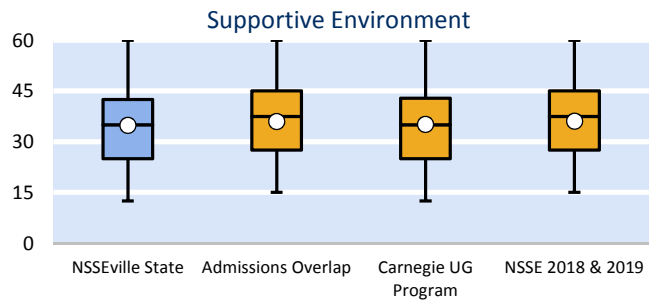 Supportive Environment
60
45
30
15
0
NSSEville State
Admissions Overlap
Carnegie UG
Program
NSSE 2018 & 2019